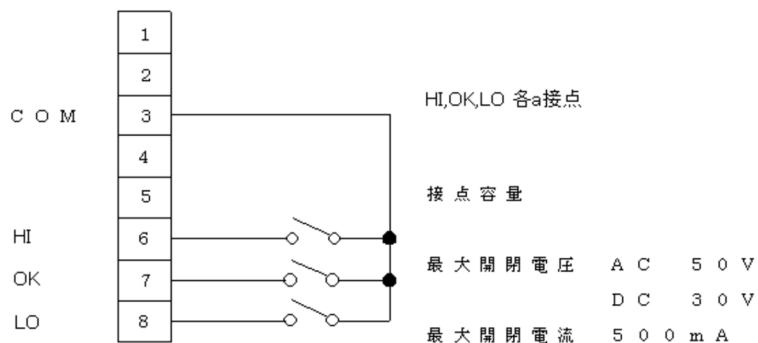 1
2
COM 3
4
5
HI 6
OK 7
LO 8
HI,OK,LO 各a接点
接点容量
最大開閉電圧 AC 50V
DC 30V
最大開閉電流 500mA